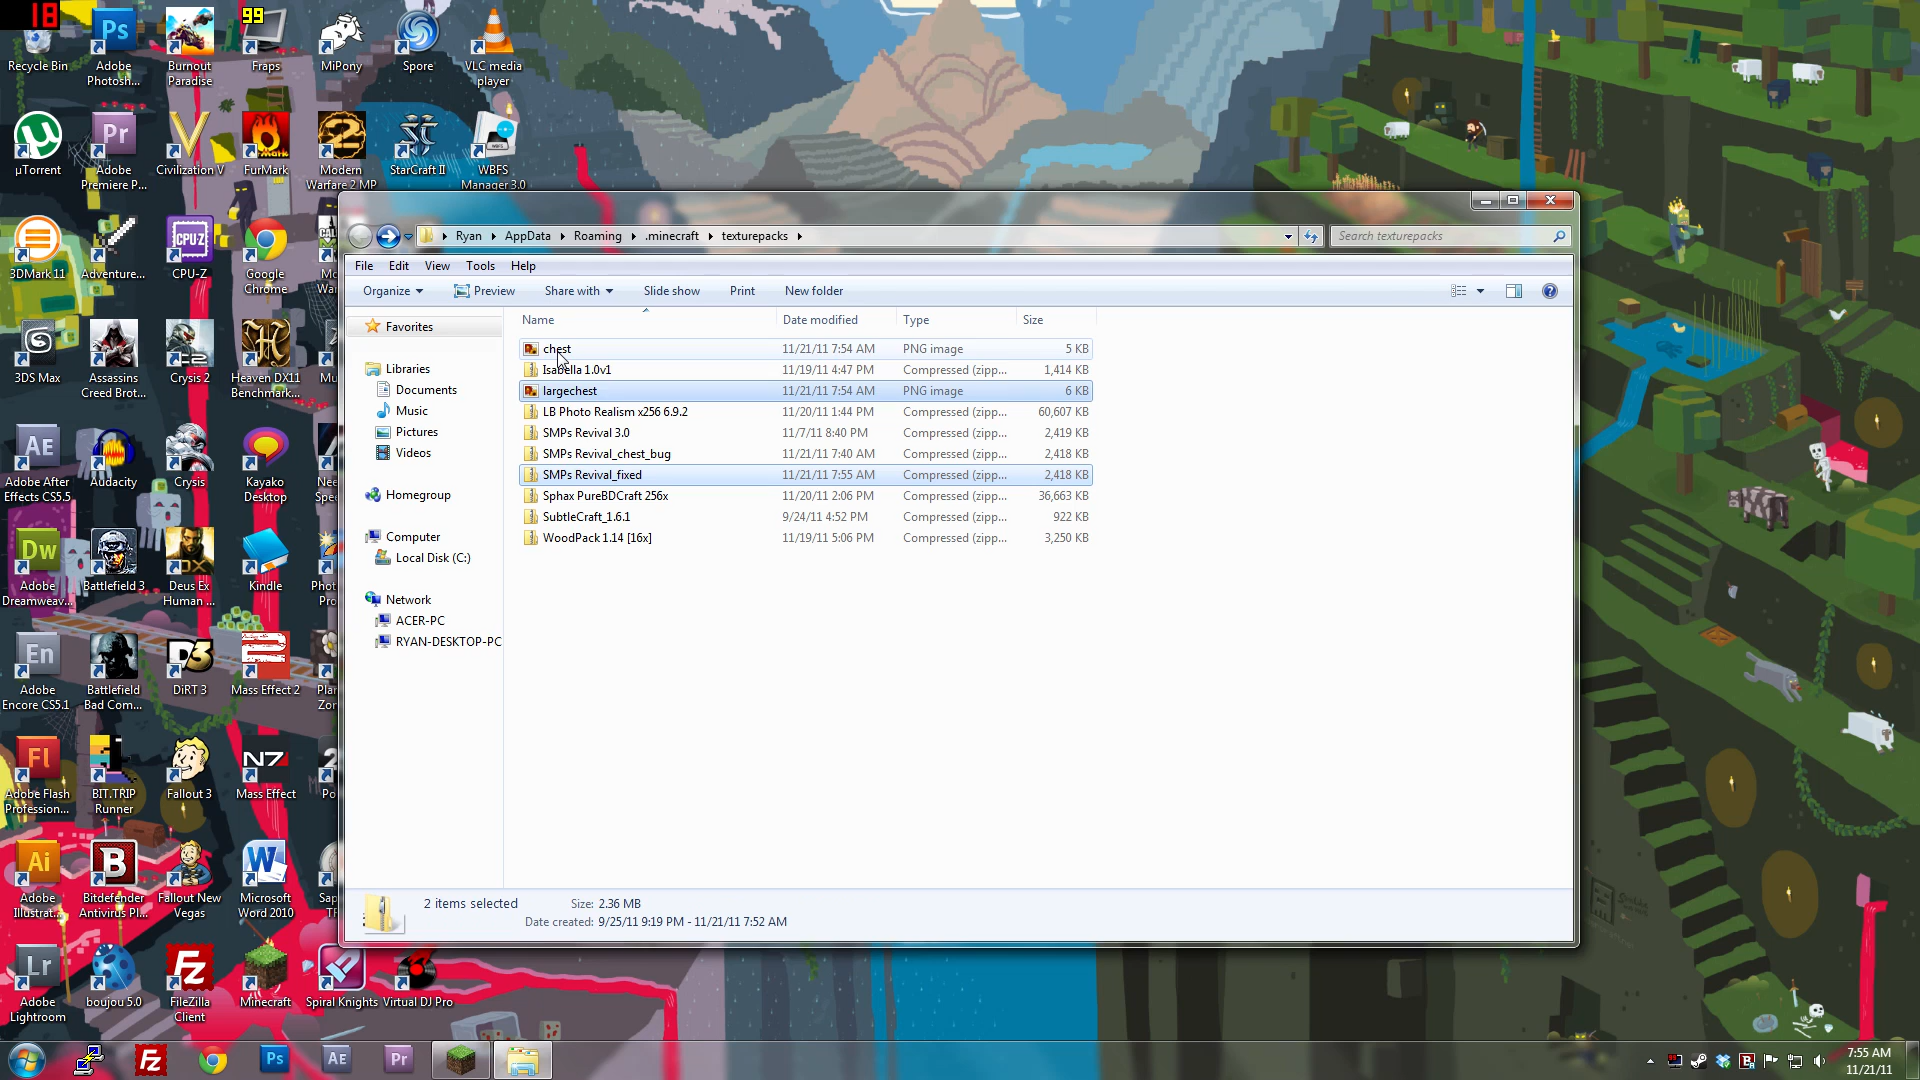 18
99
Recycle Bin
Adobe Photosh...
Burnout Paradise
Fraps
MiPony
Spore
VLC media player
µTorrent
Adobe Premiere P...
Civilization V
FurMark
Modern Warfare 2 MP
StarCraft II
WBFS Manager 3.0
3DMark 11
Adventure...
CPU-Z
Google Chrome
3DS Max
Assassins Creed Brot...
Crysis 2
Heaven DX11 Benchmark...
Adobe After Effects CS5.5
Audacity
Crysis
Kayako Desktop
Adobe Dreamweav...
Battlefield 3
Deus Ex Human ...
Kindle
Adobe Encore CS5.1
Battlefield Bad Com...
DiRT 3
Mass Effect 2
Adobe Flash Profession...
BIT.TRIP Runner
Fallout 3
Mass Effect
Adobe Illustrat...
Bitdefender Antivirus Pl...
Fallout New Vegas
Microsoft Word 2010
Adobe Lightroom
boujou 5.0
FileZilla Client
Minecraft
Spiral Knights
Virtual DJ Pro
Ryan
AppData
Roaming
.minecraft
texturepacks
Search texturepacks
File Edit View Tools Help
Organize Preview Share with Slide show Print New folder
Favorites
Libraries
Documents
Music
Pictures
Videos
Homegroup
Computer
Local Disk (C:)
Network
ACER-PC
RYAN-DESKTOP-PC
Name Date modified Type Size
chest 11/21/11 7:54 AM PNG image 5 KB
Isabella 1.0v1 11/19/11 4:47 PM Compressed (zipp... 1,414 KB
largechest 11/21/11 7:54 AM PNG image 6 KB
LB Photo Realism x256 6.9.2 11/20/11 1:44 PM Compressed (zipp... 60,607 KB
SMPs Revival 3.0 11/7/11 8:40 PM Compressed (zipp... 2,419 KB
SMPs Revival_chest_bug 11/21/11 7:40 AM Compressed (zipp... 2,418 KB
SMPs Revival_fixed 11/21/11 7:55 AM Compressed (zipp... 2,418 KB
Sphax PureBDCraft 256x 11/20/11 2:06 PM Compressed (zipp... 36,663 KB
SubtleCraft_1.6.1 9/24/11 4:52 PM Compressed (zipp... 922 KB
WoodPack 1.14 [16x] 11/19/11 5:06 PM Compressed (zipp... 3,250 KB
2 items selected Size: 2.36 MB
Date created: 9/25/11 9:19 PM - 11/21/11 7:52 AM
7:55 AM
11/21/11